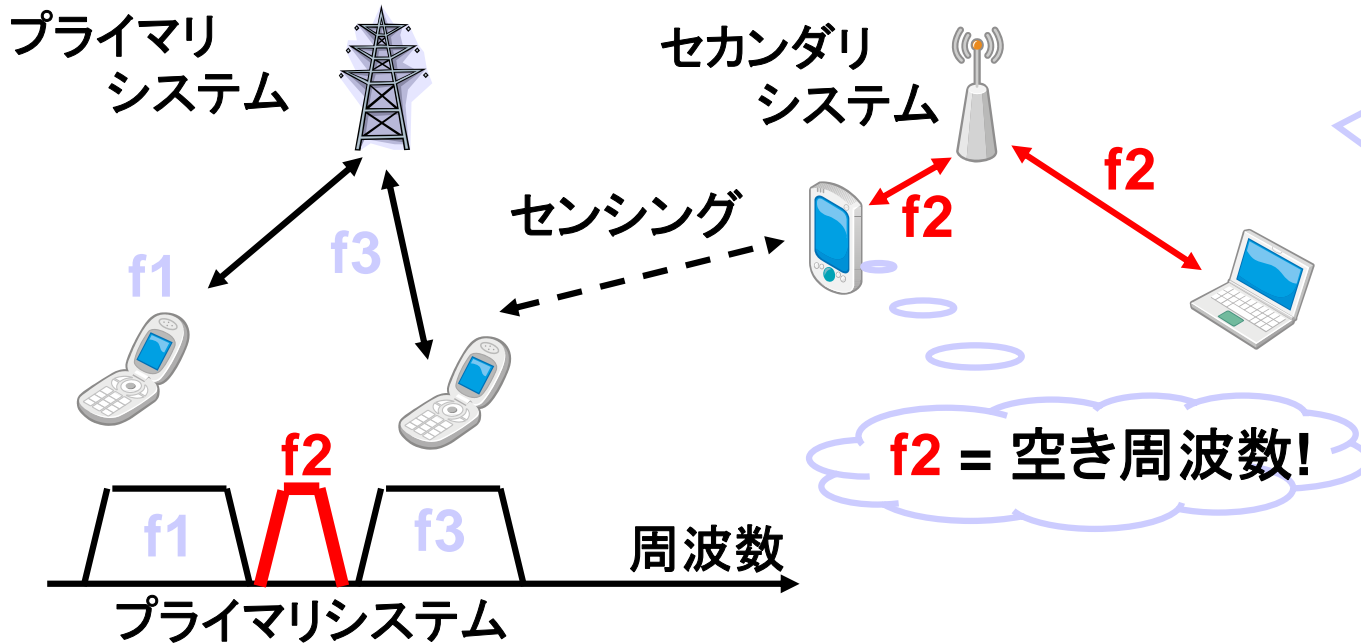 プライマリ
システム
セカンダリ
システム
f2
f2
センシング
f1
f3
f2 = 空き周波数!
f2
f1
f3
周波数
プライマリシステム